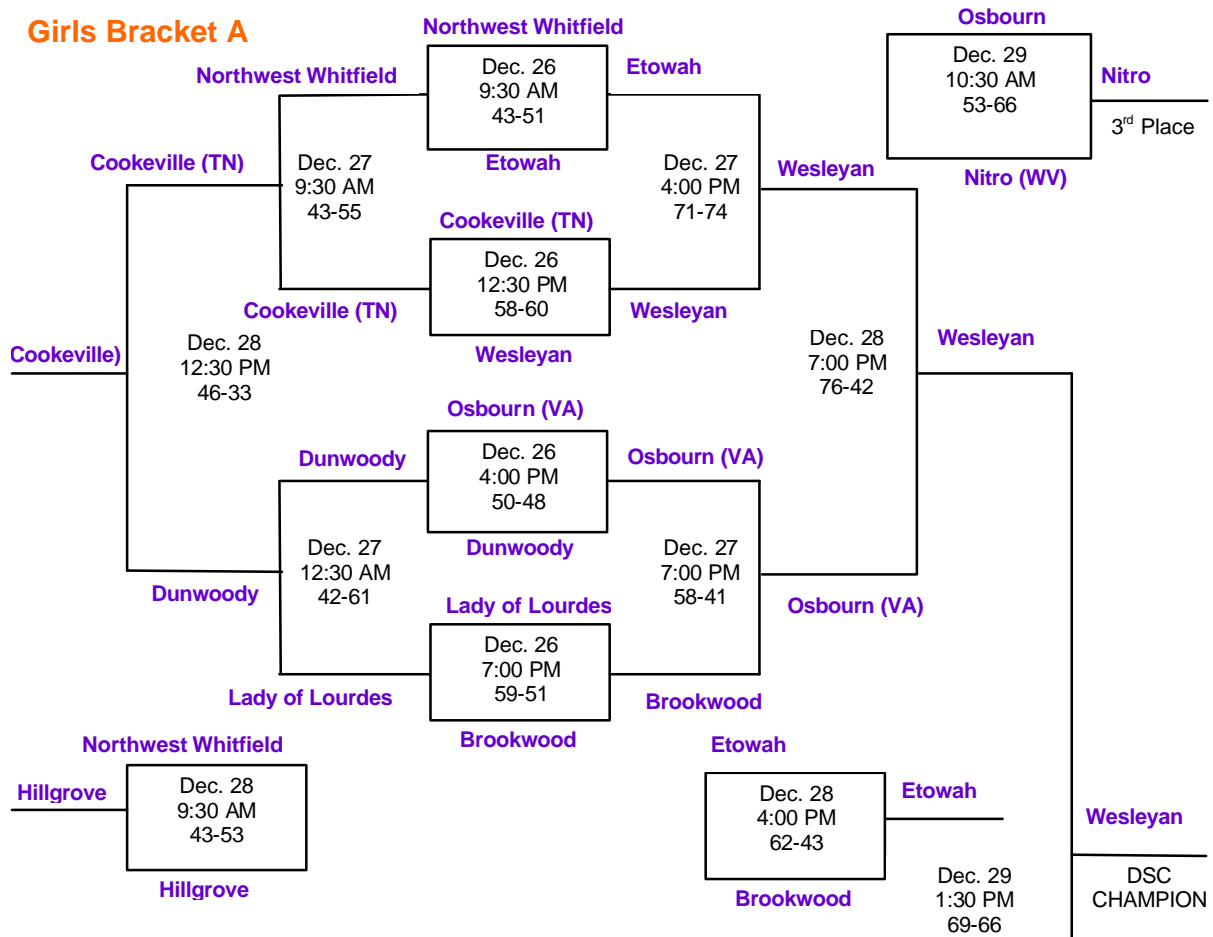 Girls Bracket A
Northwest Whitfield
Dec. 26
9:30 AM
43-51
Etowah
Northwest Whitfield
Etowah
Osbourn
Dec. 29
10:30 AM
53-66
Nitro (WV)
Nitro
3rd Place
Cookeville (TN)
Dec. 27
9:30 AM
43-55
Dec. 27
4:00 PM
71-74
Wesleyan
Cookeville (TN)
Dec. 26
12:30 PM
58-60
Wesleyan
Cookeville (TN)
Wesleyan
Cookeville)
Dec. 28
12:30 PM
46-33
Dec. 28
7:00 PM
76-42
Wesleyan
Osbourn (VA)
Dec. 26
4:00 PM
50-48
Dunwoody
Dunwoody
Osbourn (VA)
Dec. 27
12:30 AM
42-61
Dec. 27
7:00 PM
58-41
Dunwoody
Osbourn (VA)
Lady of Lourdes
Dec. 26
7:00 PM
59-51
Brookwood
Lady of Lourdes
Brookwood
Northwest Whitfield
Dec. 28
9:30 AM
43-53
Hillgrove
Hillgrove
Etowah
Dec. 28
4:00 PM
62-43
Brookwood
Etowah
Dec. 29
1:30 PM
69-66
Wesleyan
DSC
CHAMPION